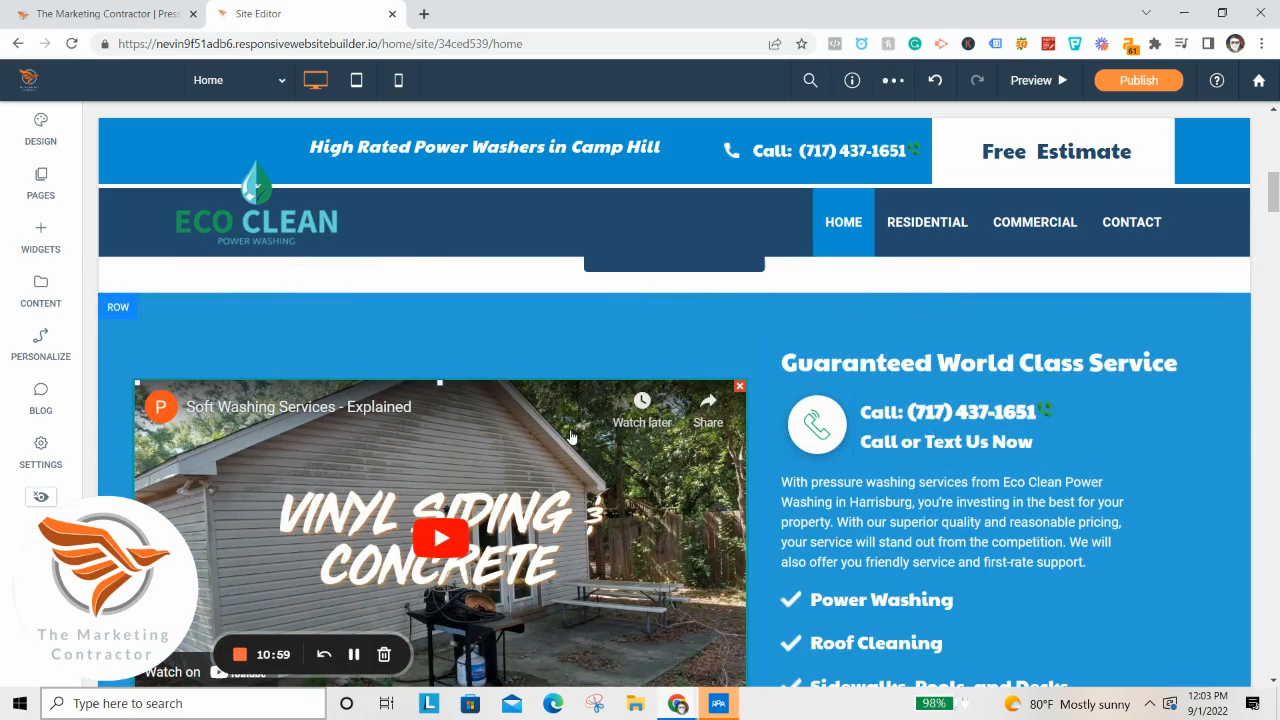 The Marketing Contractor | Press
Site Editor
https://nevin9f51adb6.responsivewebsitebuilder.io/home/site/34ced539/home
61
Home
Preview
Publish
DESIGN
PAGES
WIDGETS
CONTENT
PERSONALIZE
BLOG
SETTINGS
High Rated Power Washers in Camp Hill
Call: (717) 437-1651
Free Estimate
ECO CLEAN
POWER WASHING
HOME
RESIDENTIAL
COMMERCIAL
CONTACT
ROW
P
Soft Washing Services - Explained
Watch later
Share
VINYL SIDING &
CONCRETE
Watch on
YouTube
Guaranteed World Class Service
Call: (717) 437-1651
Call or Text Us Now
With pressure washing services from Eco Clean Power
Washing in Harrisburg, you're investing in the best for your
property. With our superior quality and reasonable pricing,
your service will stand out from the competition. We will
also offer you friendly service and first-rate support.
Power Washing
Roof Cleaning
Sidewalks, Pools, and Decks
The Marketing
Contractor
10:59
Type here to search
98%
80°F Mostly sunny
12:03 PM
9/1/2022